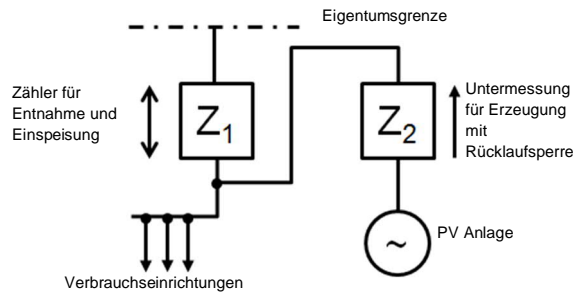 Eigentumsgrenze
Zähler für
Entnahme und
Einspeisung
Z1
Z2
Untermessung
für Erzeugung
mit
Rücklaufsperre
~
PV Anlage
Verbrauchseinrichtungen